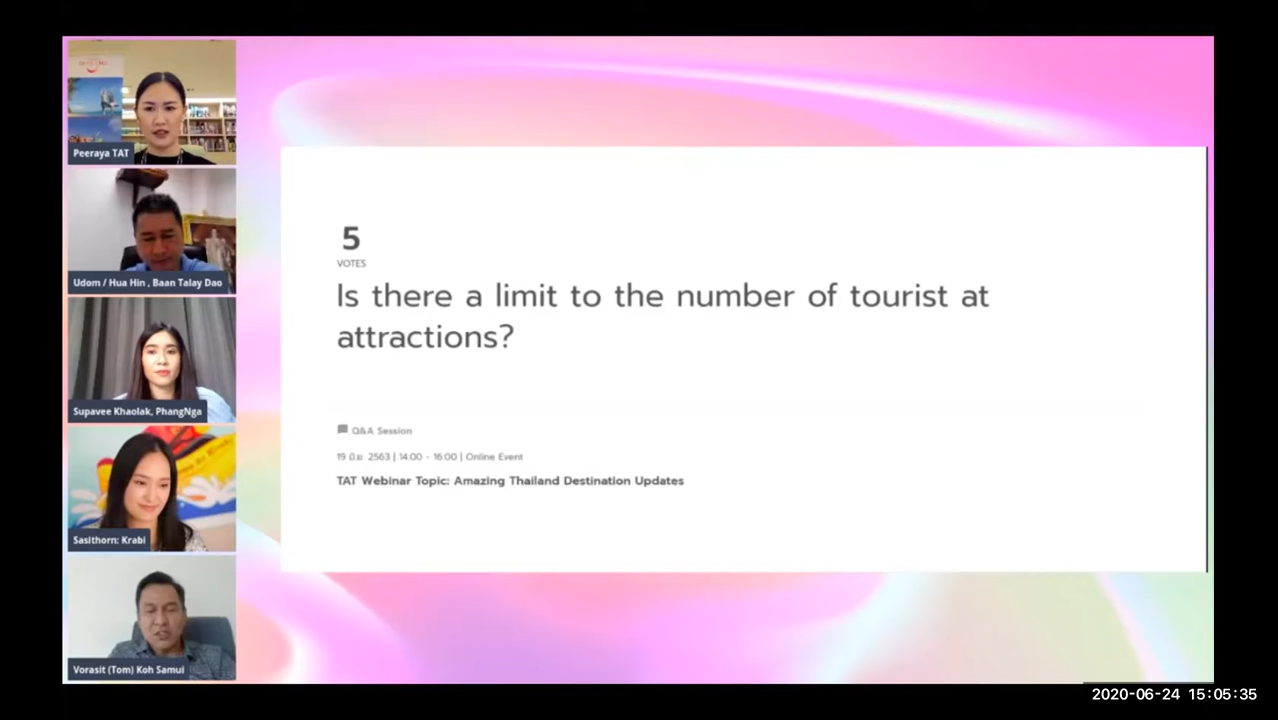 Peeraya TAT
Udom / Hua Hin , Baan Talay Dao
Supavee Khaolak, PhangNga
Sasithorn: Krabi
Vorasit (Tom) Koh Samui
5
VOTES
Is there a limit to the number of tourist at
attractions?
Q&A Session
19 มิ.ย. 2563 | 14:00 - 16:00 | Online Event
TAT Webinar Topic: Amazing Thailand Destination Updates
2020-06-24 15:05:35